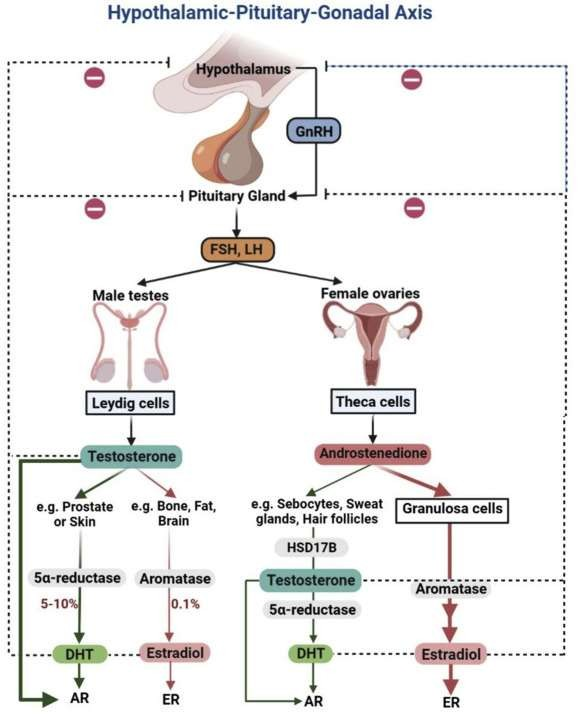 Hypothalamic-Pituitary-Gonadal Axis
Hypothalamus
GnRH
Pituitary Gland
FSH, LH
Male testes
Female ovaries
Leydig cells
Theca cells
Testosterone
Androstenedione
e.g. Prostate
or Skin
e.g. Bone, Fat,
Brain
e.g. Sebocytes, Sweat
glands, Hair follicles
Granulosa cells
HSD17B
5α-reductase
Aromatase
Testosterone
Aromatase
5-10%
0.1%
5α-reductase
DHT
Estradiol
DHT
Estradiol
AR
ER
AR
ER